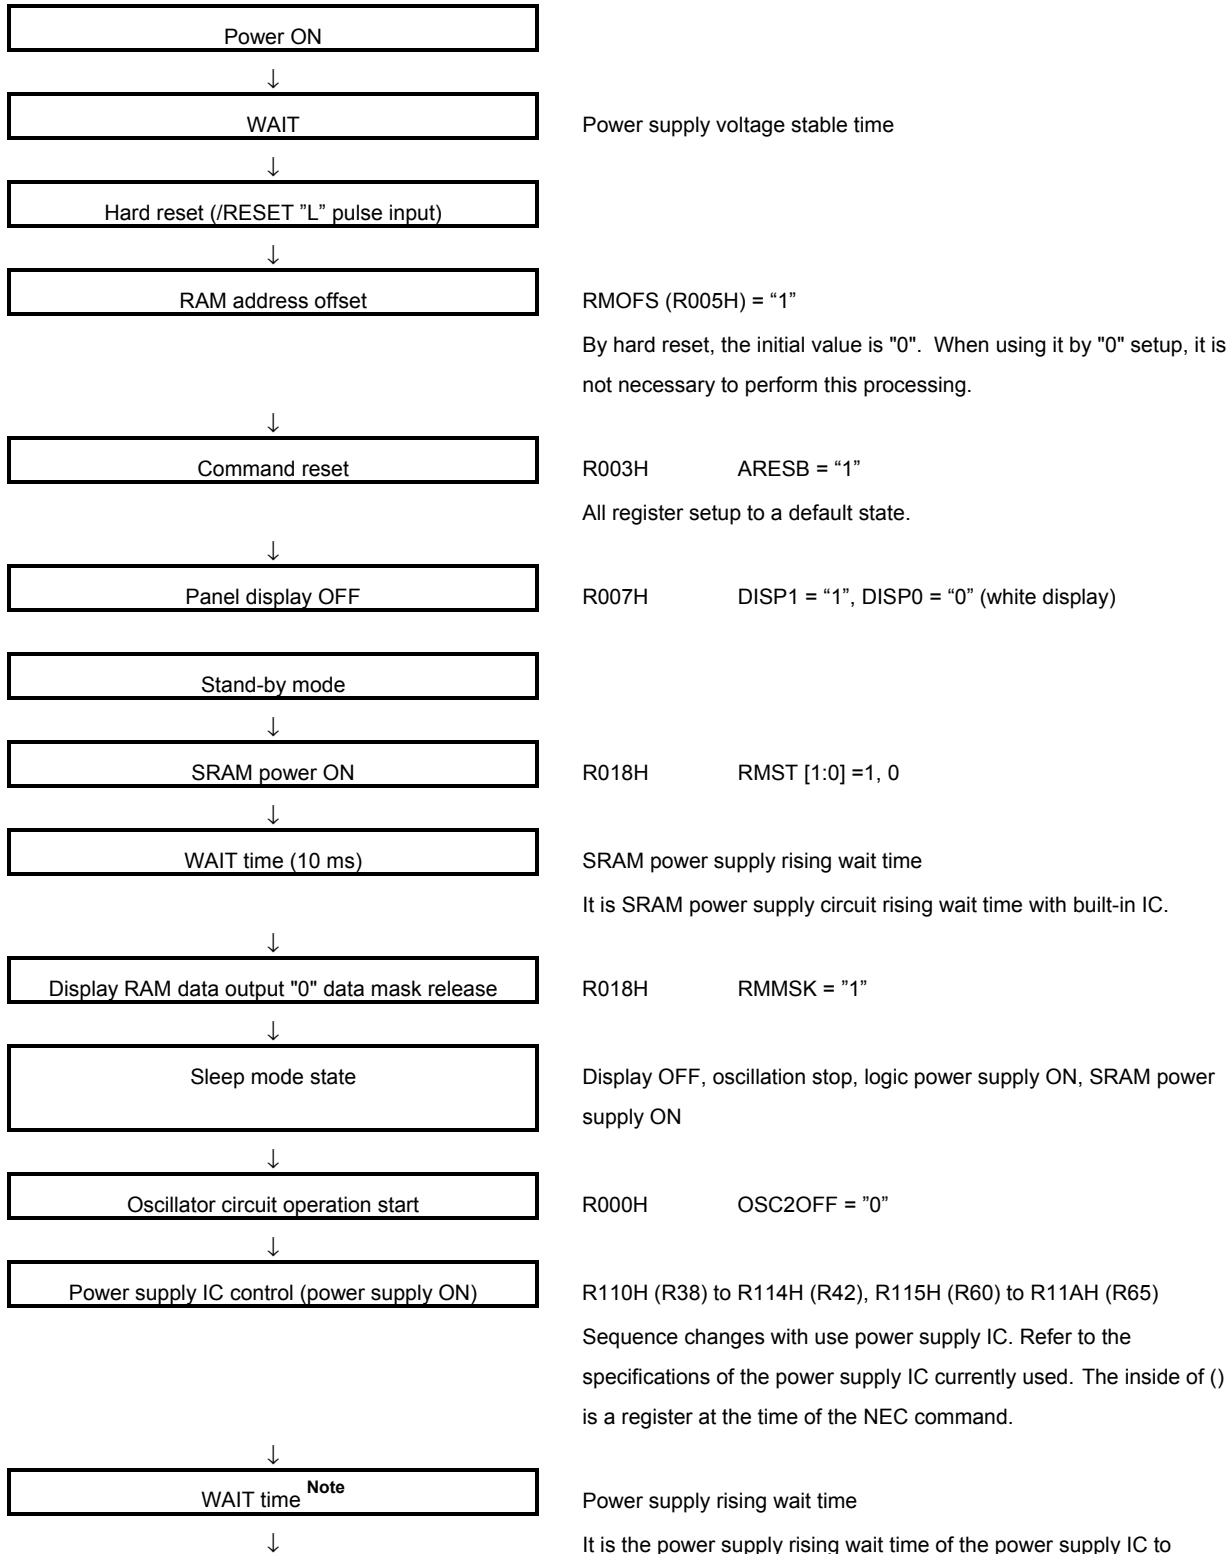 Power ON
↓
WAIT
Power supply voltage stable time
↓
Hard reset (/RESET ”L” pulse input)
↓
RAM address offset
RMOFS (R005H) = “1”
By hard reset, the initial value is "0". When using it by "0" setup, it is
not necessary to perform this processing.
↓
Command reset
R003H ARESB = “1”
All register setup to a default state.
↓
Panel display OFF
R007H DISP1 = “1”, DISP0 = “0” (white display)
Stand-by mode
↓
SRAM power ON
R018H RMST [1:0] =1, 0
↓
WAIT time (10 ms)
SRAM power supply rising wait time
It is SRAM power supply circuit rising wait time with built-in IC.
↓
Display RAM data output "0" data mask release
R018H RMMSK = ”1”
↓
Sleep mode state
Display OFF, oscillation stop, logic power supply ON, SRAM power
supply ON
↓
Oscillator circuit operation start
R000H OSC2OFF = ”0”
↓
Power supply IC control (power supply ON)
R110H (R38) to R114H (R42), R115H (R60) to R11AH (R65)
Sequence changes with use power supply IC. Refer to the
specifications of the power supply IC currently used. The inside of ()
is a register at the time of the NEC command.
↓
WAIT time Note
Power supply rising wait time
↓
It is the power supply rising wait time of the power supply IC to